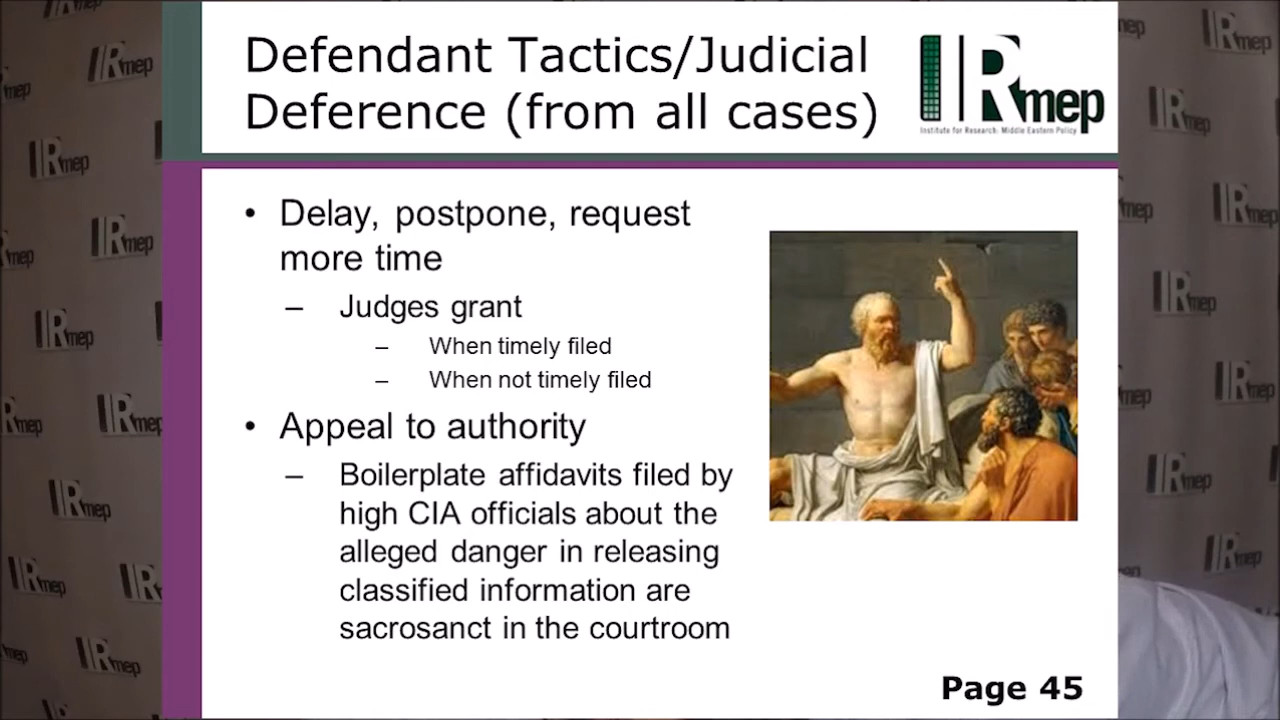 Defendant Tactics/Judicial
Deference (from all cases)
IRmep
Institute for Research: Middle Eastern Policy
• Delay, postpone, request
more time
– Judges grant
– When timely filed
– When not timely filed
• Appeal to authority
– Boilerplate affidavits filed by
high CIA officials about the
alleged danger in releasing
classified information are
sacrosanct in the courtroom
Page 45